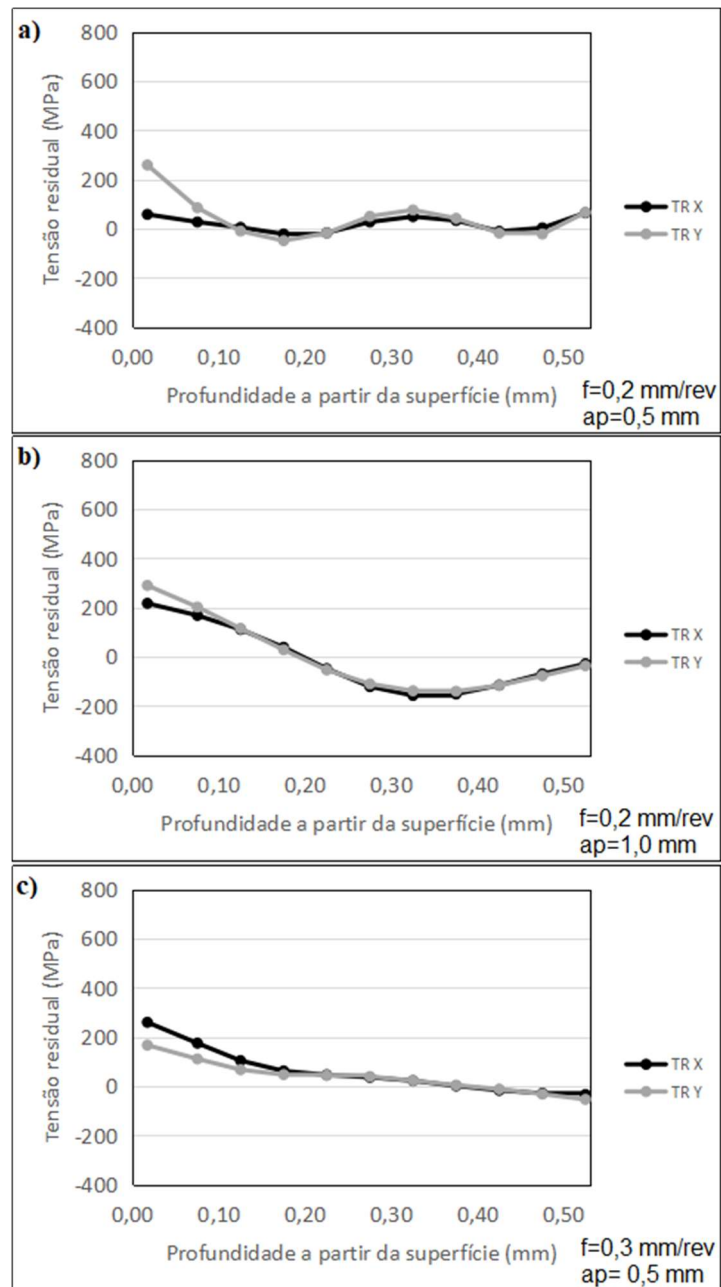 a)
800
600
400
200
0
-200
-400
Tensão residual (MPa)
0,00 0,10 0,20 0,30 0,40 0,50
Profundidade a partir da superfície (mm)
TR X
TR Y
f=0,2 mm/rev
ap=0,5 mm
b)
800
600
400
200
0
-200
-400
Tensão residual (MPa)
0,00 0,10 0,20 0,30 0,40 0,50
Profundidade a partir da superfície (mm)
TR X
TR Y
f=0,2 mm/rev
ap=1,0 mm
c)
800
600
400
200
0
-200
-400
Tensão residual (MPa)
0,00 0,10 0,20 0,30 0,40 0,50
Profundidade a partir da superfície (mm)
TR X
TR Y
f=0,3 mm/rev
ap= 0,5 mm